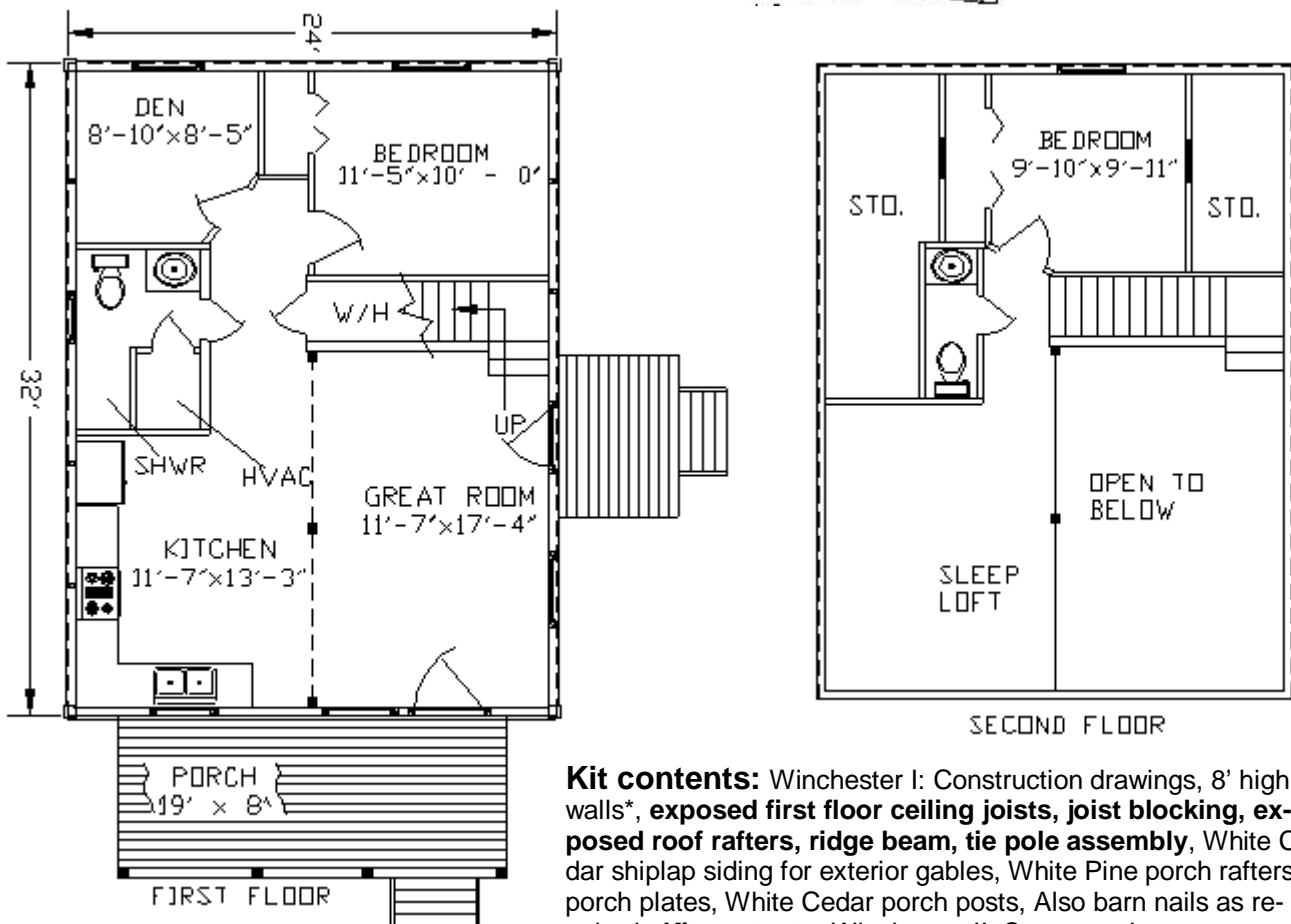 24'
DEN
8'-10"x8'-5"
BEDROOM
11'-5"x10' - 0"
W/H
32'
SHWR
HVAC
UP
GREAT ROOM
11'-7"x17'-4"
KITCHEN
11'-7"x13'-3"
PORCH
19' x 8'
FIRST FLOOR
STO.
BEDROOM
9'-10"x9'-11"
STO.
OPEN TO
BELOW
SLEEP
LOFT
SECOND FLOOR
Kit contents: Winchester I: Construction drawings, 8’ high
walls*, exposed first floor ceiling joists, joist blocking, ex-
posed roof rafters, ridge beam, tie pole assembly, White C
dar shiplap siding for exterior gables, White Pine porch rafters
porch plates, White Cedar porch posts, Also barn nails as re-